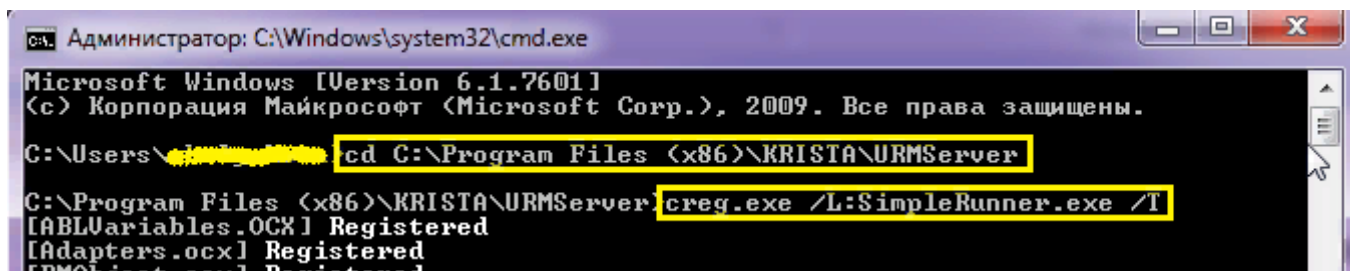 Администратор: C:\Windows\system32\cmd.exe
Microsoft Windows [Version 6.1.7601]
(c) Корпорация Майкрософт (Microsoft Corp.), 2009. Все права защищены.
C:\Users\ cd C:\Program Files (x86)\KRISTA\URMServer
C:\Program Files (x86)\KRISTA\URMServer>creg.exe /L:SimpleRunner.exe /T
[ABLVariables.OCX] Registered
[Adapters.ocx] Registered